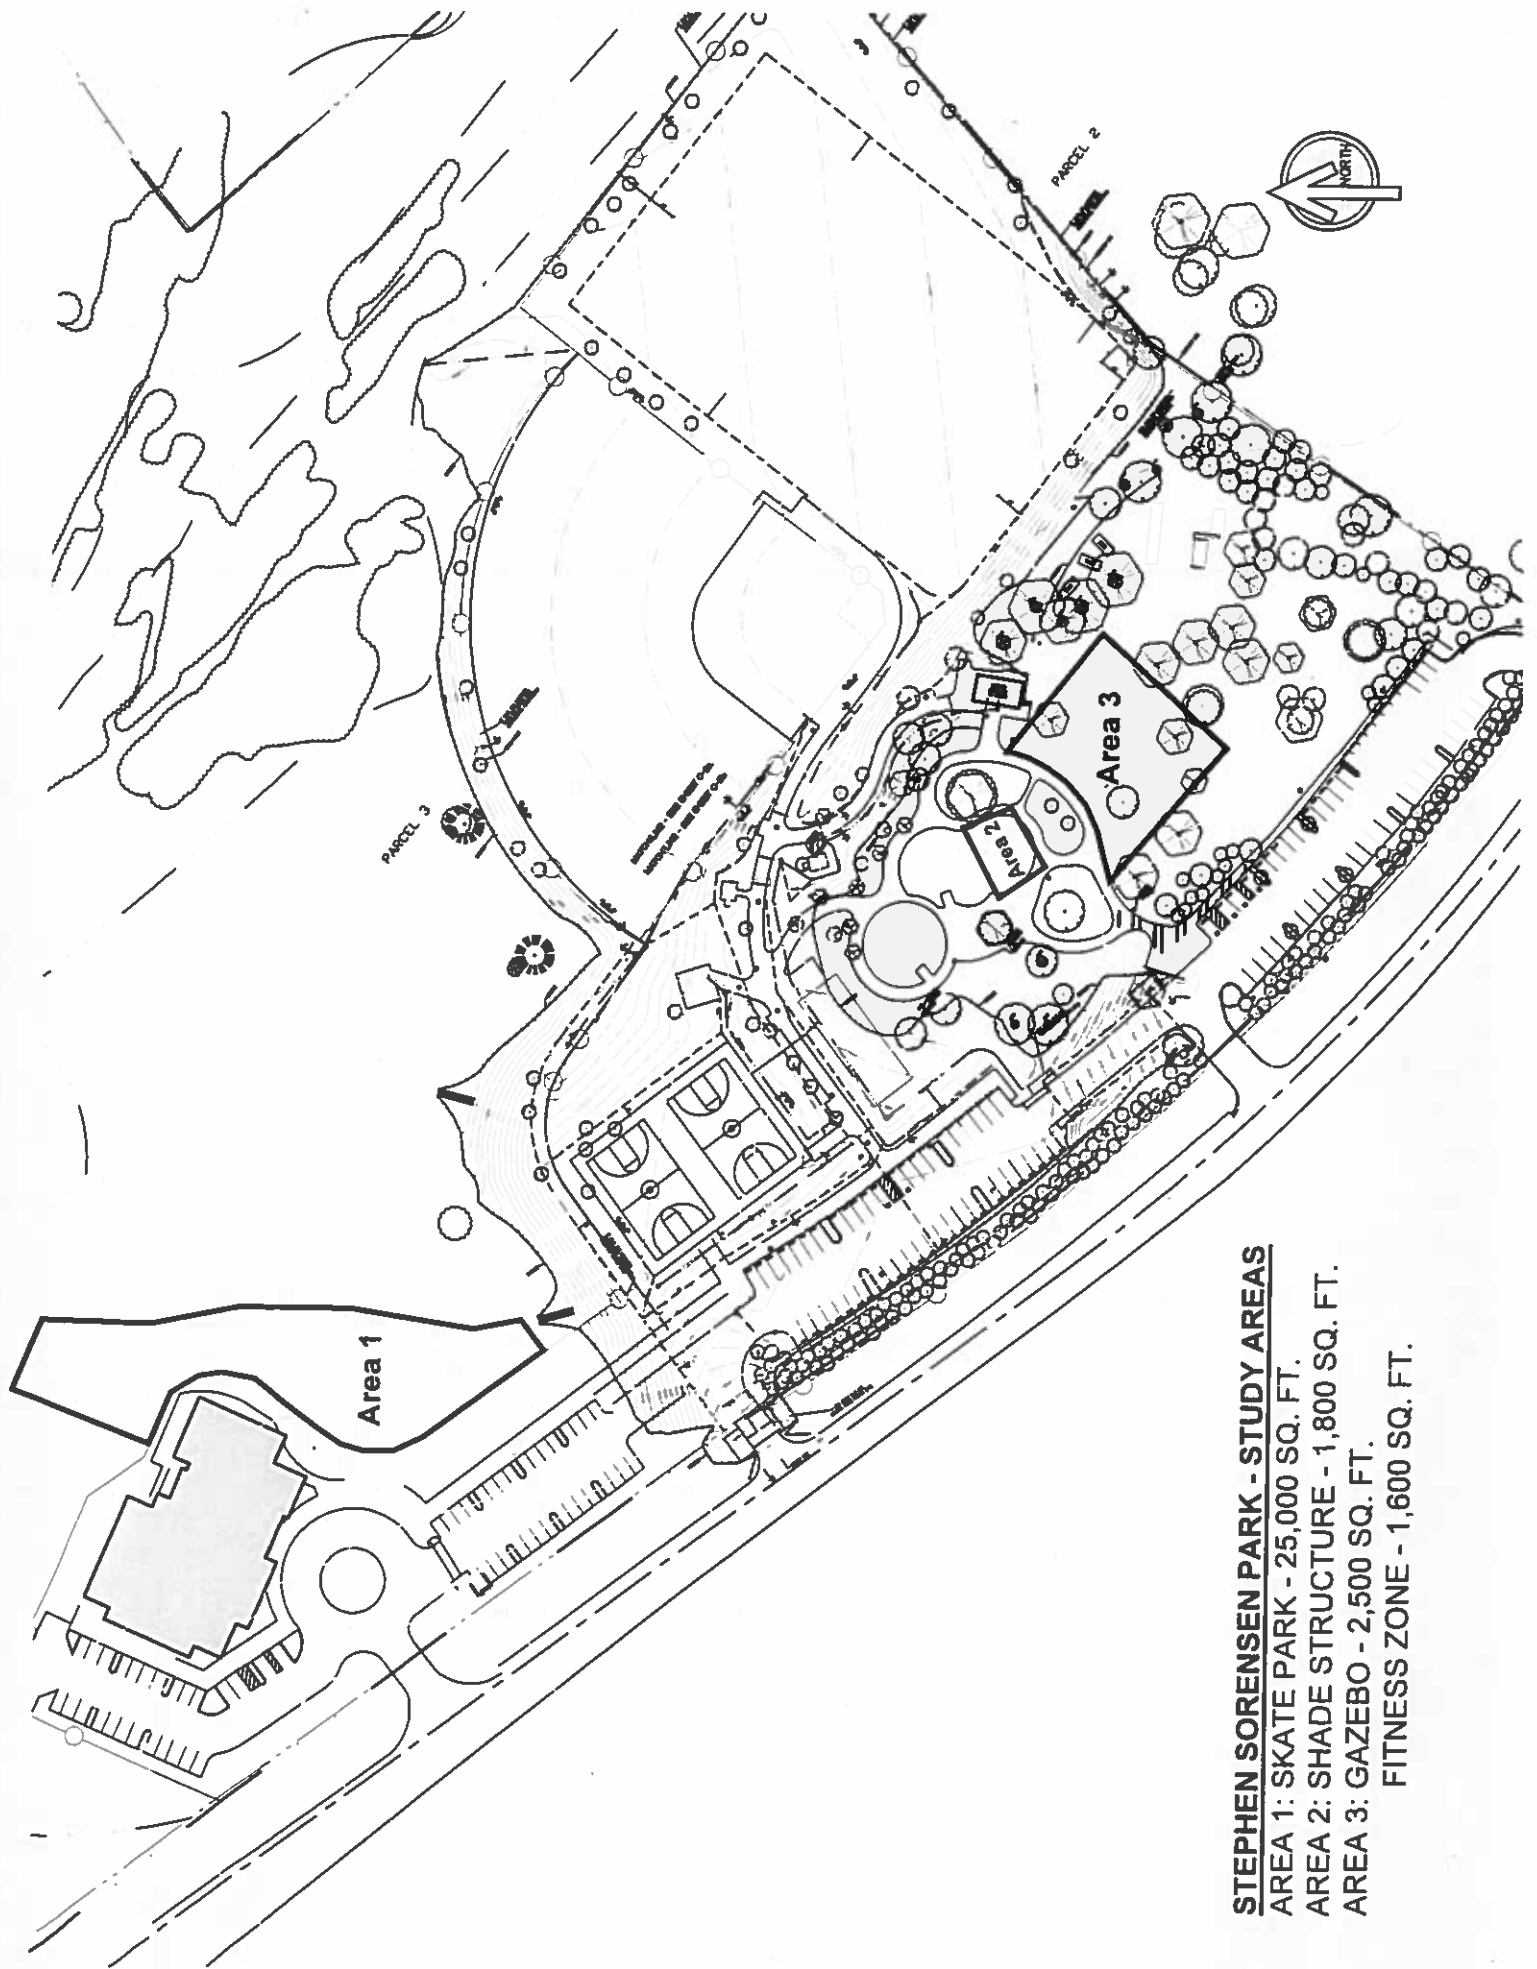 PARCEL 2
NORTH
PARCEL 3
Area 3
Area 2
Area 1
STEPHEN SORENSEN PARK - STUDY AREAS
AREA 1: SKATE PARK - 25,000 SQ. FT.
AREA 2: SHADE STRUCTURE - 1,800 SQ. FT.
AREA 3: GAZEBO - 2,500 SQ. FT.
FITNESS ZONE - 1,600 SQ. FT.